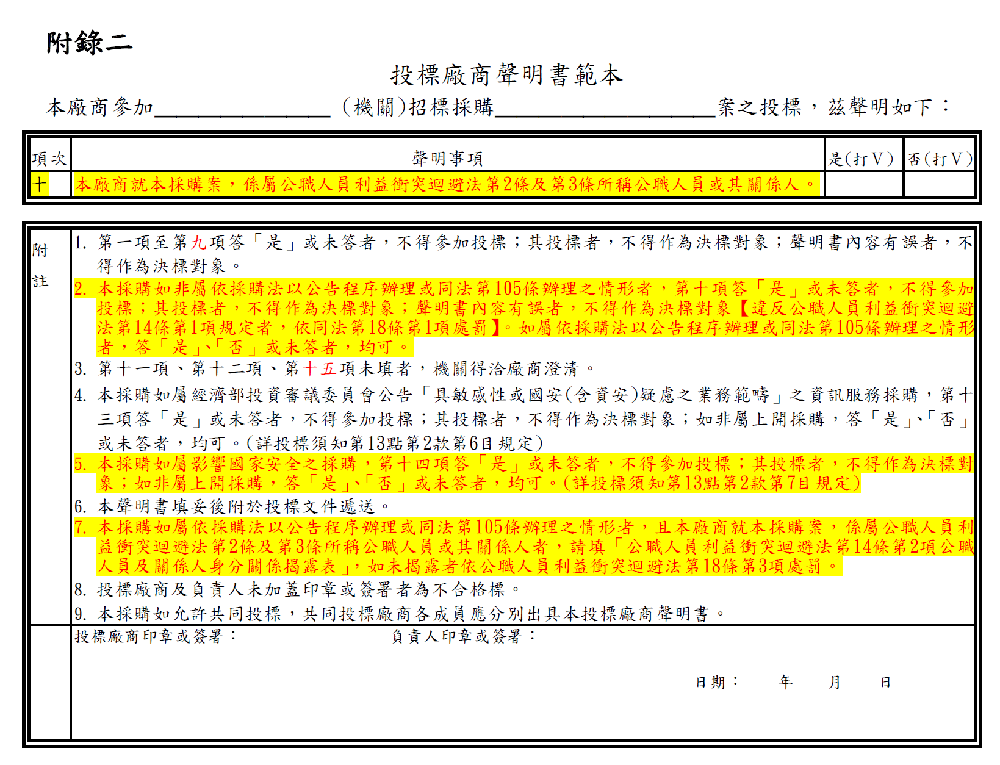 附錄二
投標廠商聲明書範本
本廠商參加________________ (機關)招標採購____________________案之投標，茲聲明如下：
項次 聲明事項 是(打V) 否(打V)
十 本廠商就本採購案，係屬公職人員利益衝突迴避法第2條及第3條所稱公職人員或其關係人。
附註
1. 第一項至第九項答「是」或未答者，不得參加投標；其投標者，不得作為決標對象；聲明書內容有誤者，不
得作為決標對象。
2. 本採購如非屬依採購法以公告程序辦理或同法第105條辦理之情形者，第十項答「是」或未答者，不得參加
投標；其投標者，不得作為決標對象；聲明書內容有誤者，不得作為決標對象【違反公職人員利益衝突迴避
法第14條第1項規定者，依同法第18條第1項處罰】。如屬依採購法以公告程序辦理或同法第105條辦理之情形
者，答「是」、「否」或未答者，均可。
3. 第十一項、第十二項、第十五項未填者，機關得洽廠商澄清。
4. 本採購如屬經濟部投資審議委員會公告「具敏感性或國安(含資安)疑慮之業務範疇」之資訊服務採購，第十
三項答「是」或未答者，不得參加投標；其投標者，不得作為決標對象；如非屬上開採購，答「是」、「否」
或未答者，均可。(詳投標須知第13點第2款第6目規定)
5. 本採購如屬影響國家安全之採購，第十四項答「是」或未答者，不得參加投標；其投標者，不得作為決標對
象；如非屬上開採購，答「是」、「否」或未答者，均可。(詳投標須知第13點第2款第7目規定)
6. 本聲明書填妥後附於投標文件遞送。
7. 本採購如屬依採購法以公告程序辦理或同法第105條辦理之情形者，且本廠商就本採購案，係屬公職人員利
益衝突迴避法第2條及第3條所稱公職人員或其關係人者，請填「公職人員利益衝突迴避法第14條第2項公職
人員及關係人身分關係揭露表」，如未揭露者依公職人員利益衝突迴避法第18條第3項處罰。
8. 投標廠商及負責人未加蓋印章或簽署者為不合格標。
9. 本採購如允許共同投標，共同投標廠商各成員應分別出具本投標廠商聲明書。
投標廠商印章或簽署： 負責人印章或簽署：
日期： 年 月 日